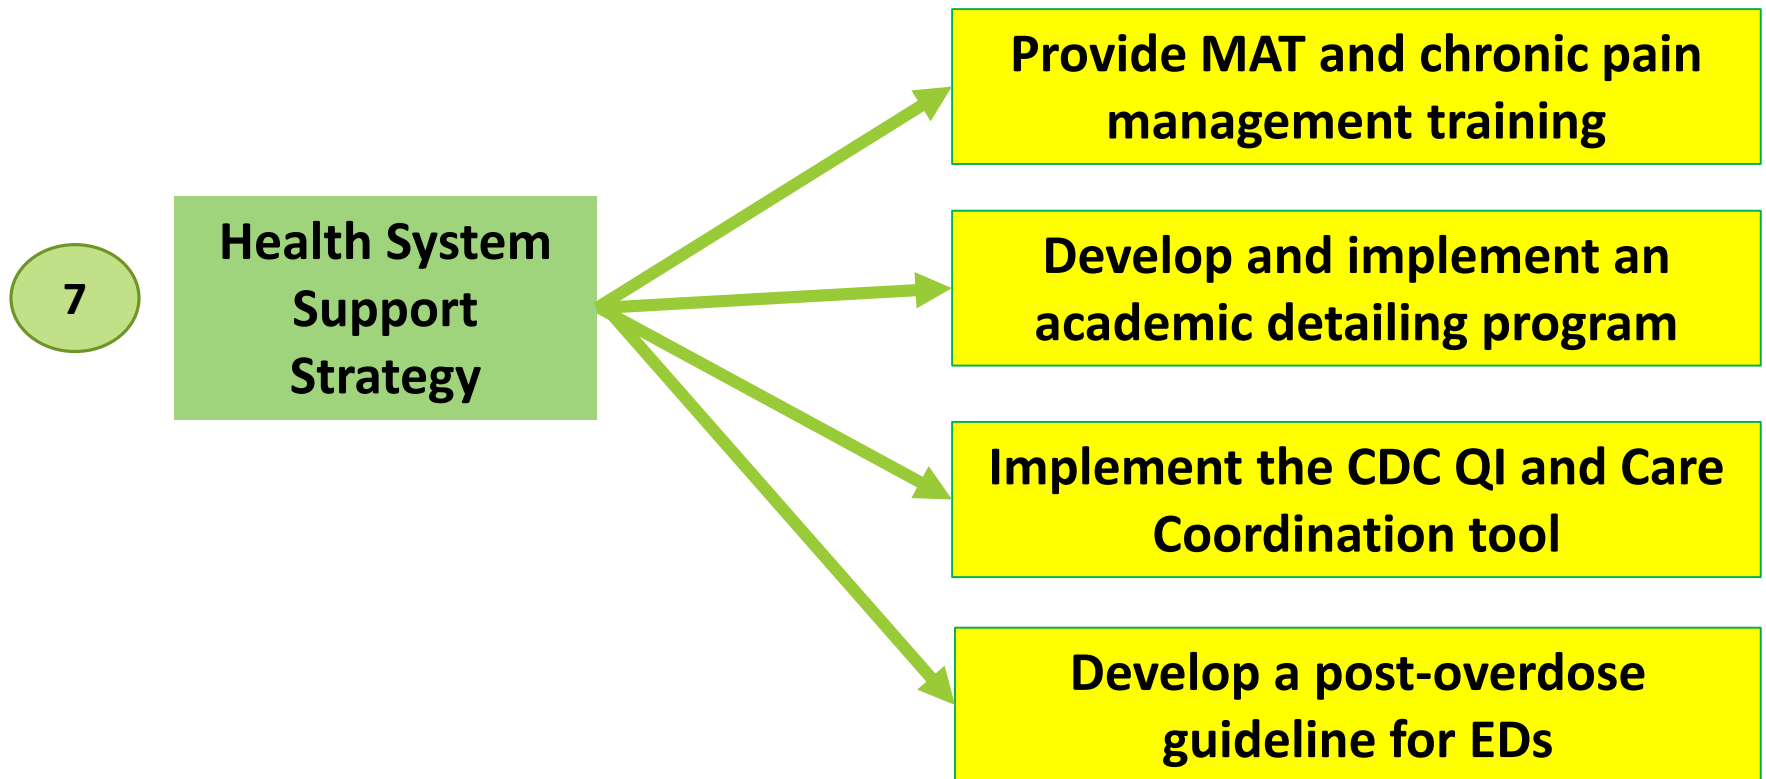 7
Health System
Support
Strategy
Provide MAT and chronic pain
management training
Develop and implement an
academic detailing program
Implement the CDC QI and Care
Coordination tool
Develop a post-overdose
guideline for EDs